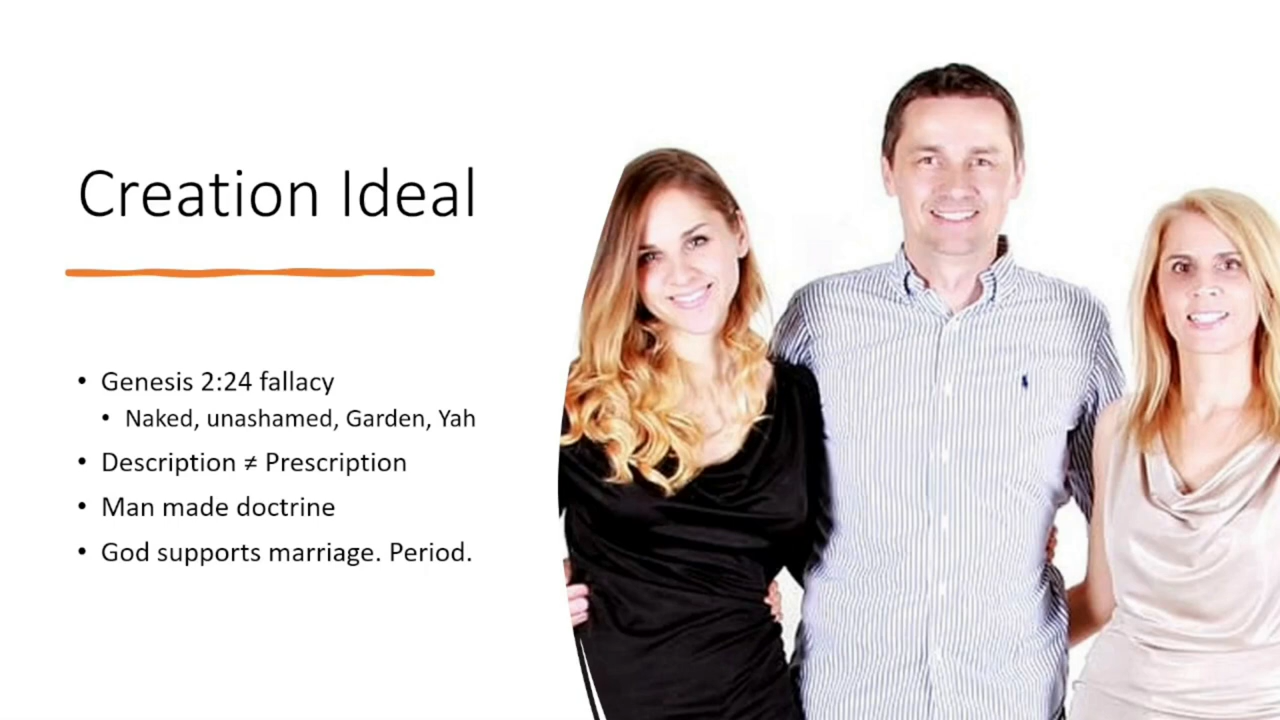 Creation Ideal
• Genesis 2:24 fallacy
• Naked, unashamed, Garden, Yah
• Description ≠ Prescription
• Man made doctrine
• God supports marriage. Period.